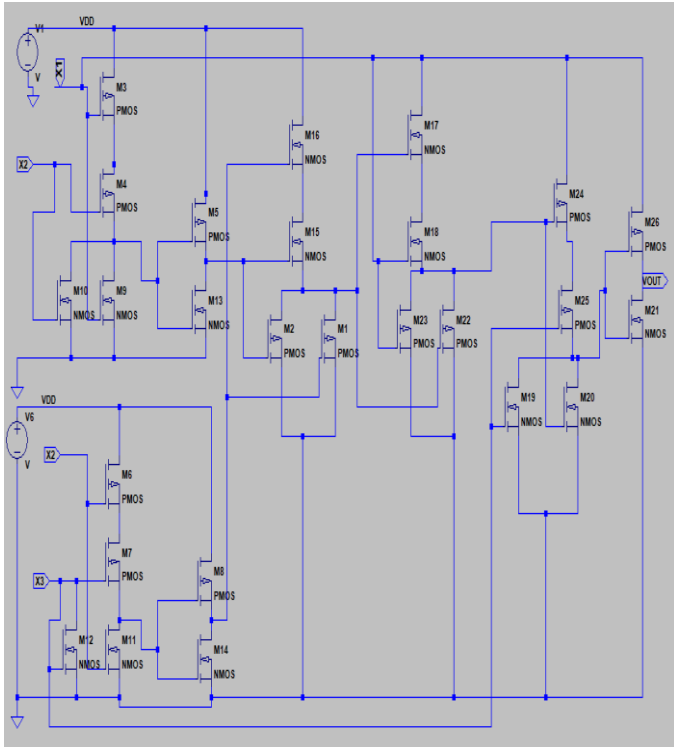 V1
VDD
V
X1
M3
PMOS
X2
M4
PMOS
M10
NMOS
M9
NMOS
M5
PMOS
M13
NMOS
M16
NMOS
M15
NMOS
M2
PMOS
M1
PMOS
M17
NMOS
M18
NMOS
M23
PMOS
M22
PMOS
M24
PMOS
M25
PMOS
M26
PMOS
VOUT
M21
NMOS
M19
NMOS
M20
NMOS
V6
VDD
V
X2
M6
PMOS
X3
M7
PMOS
M12
NMOS
M11
NMOS
M8
PMOS
M14
NMOS